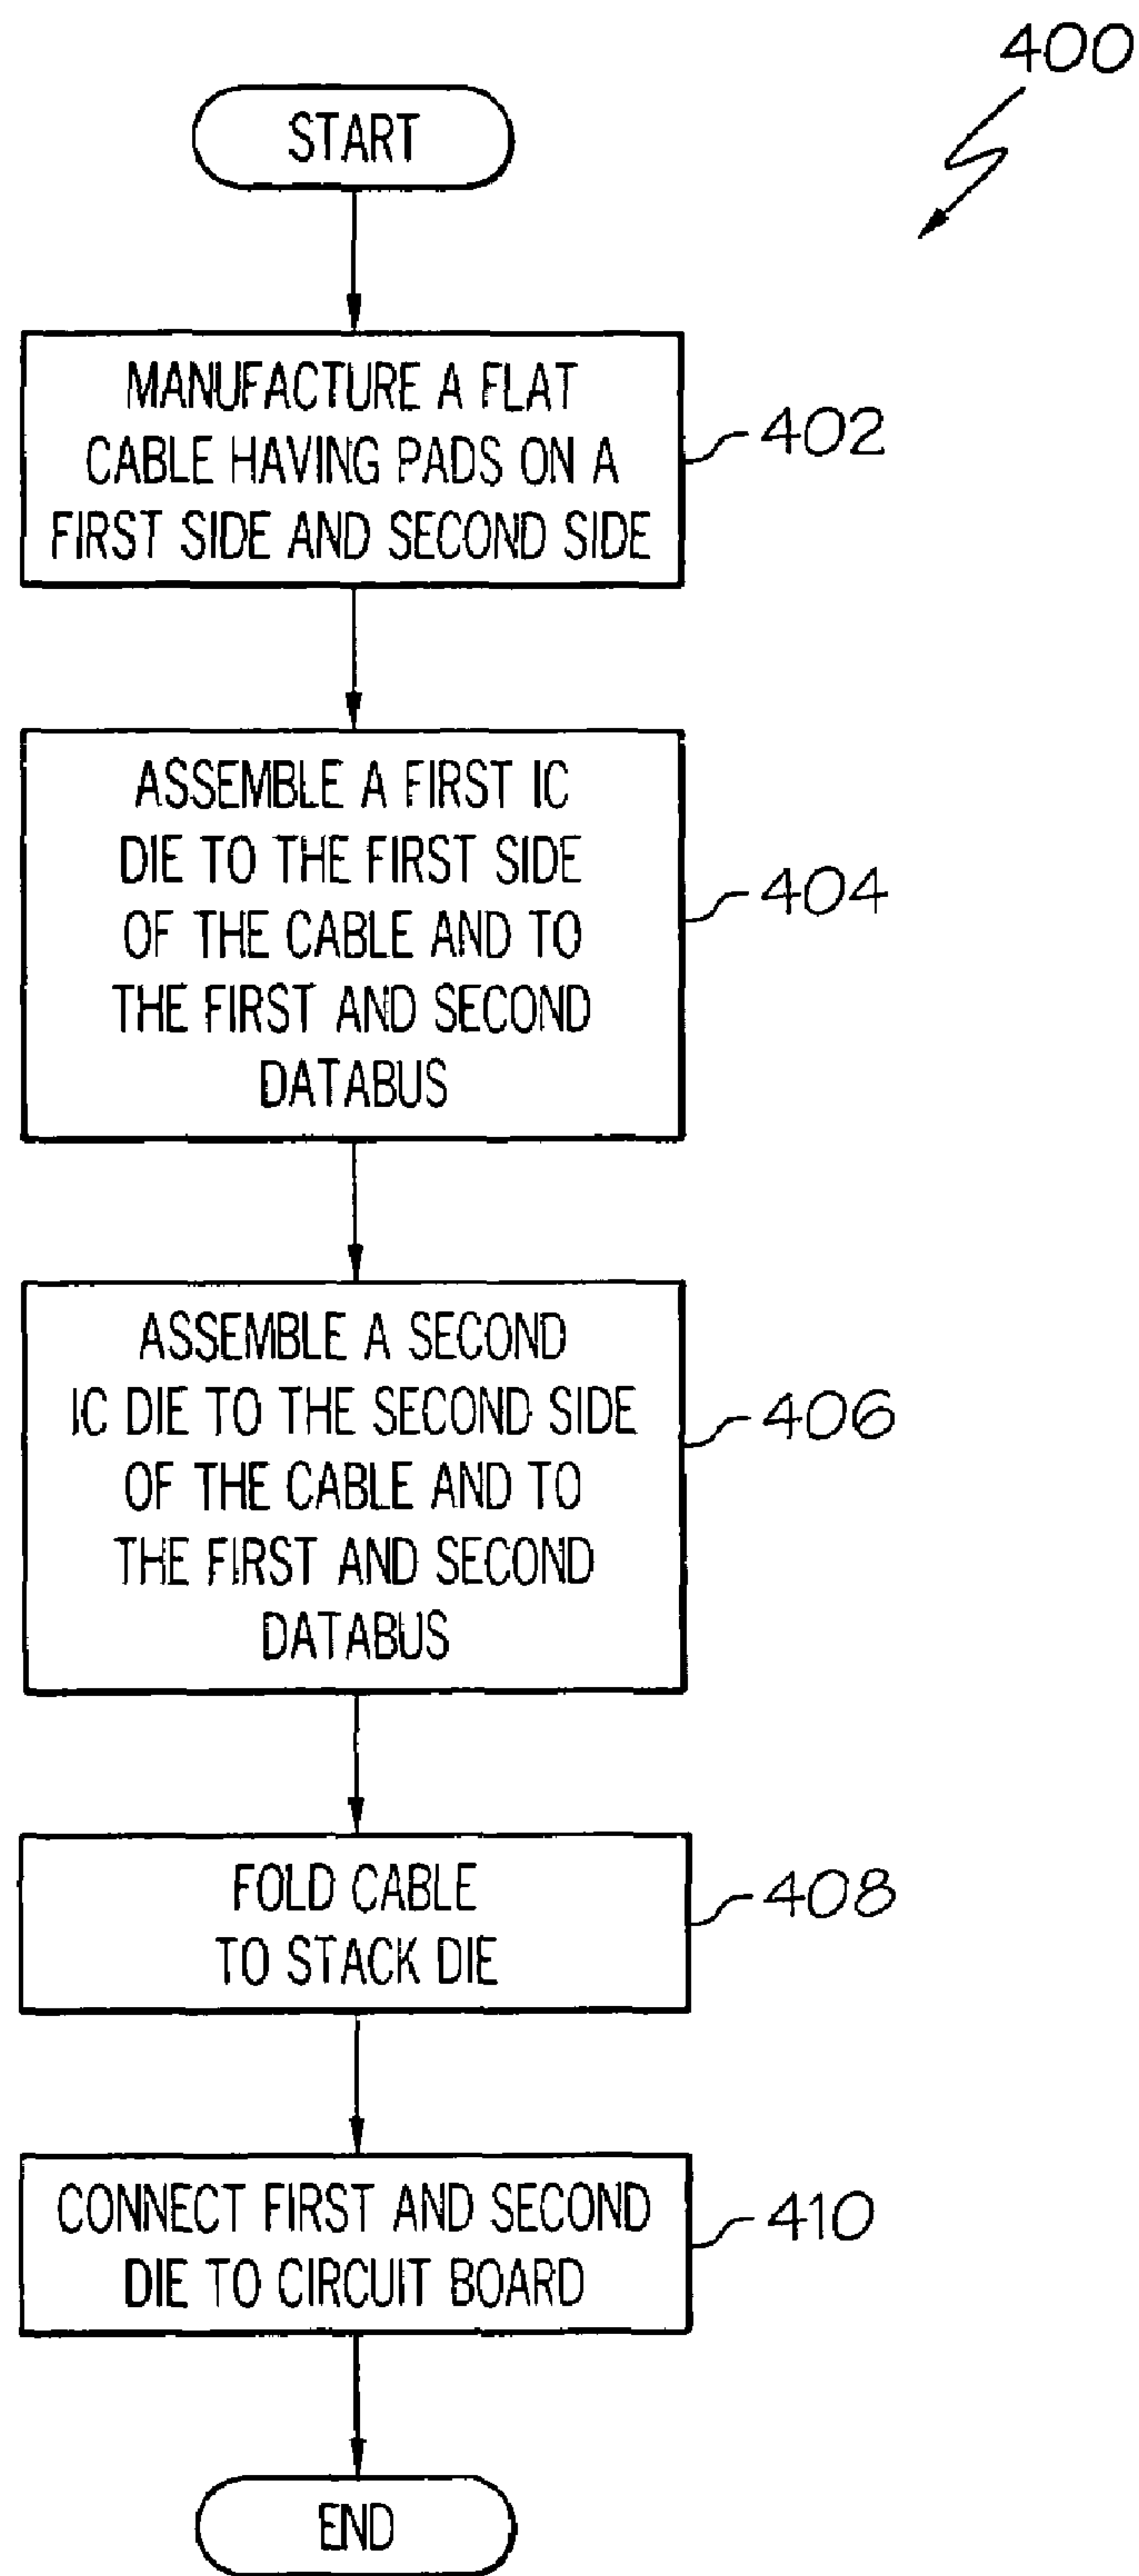 400
START
MANUFACTURE A FLAT
CABLE HAVING PADS ON A
FIRST SIDE AND SECOND SIDE
402
ASSEMBLE A FIRST IC
DIE TO THE FIRST SIDE
OF THE CABLE AND TO
THE FIRST AND SECOND
DATABUS
404
ASSEMBLE A SECOND
IC DIE TO THE SECOND SIDE
OF THE CABLE AND TO
THE FIRST AND SECOND
DATABUS
406
FOLD CABLE
TO STACK DIE
408
CONNECT FIRST AND SECOND
DIE TO CIRCUIT BOARD
410
END